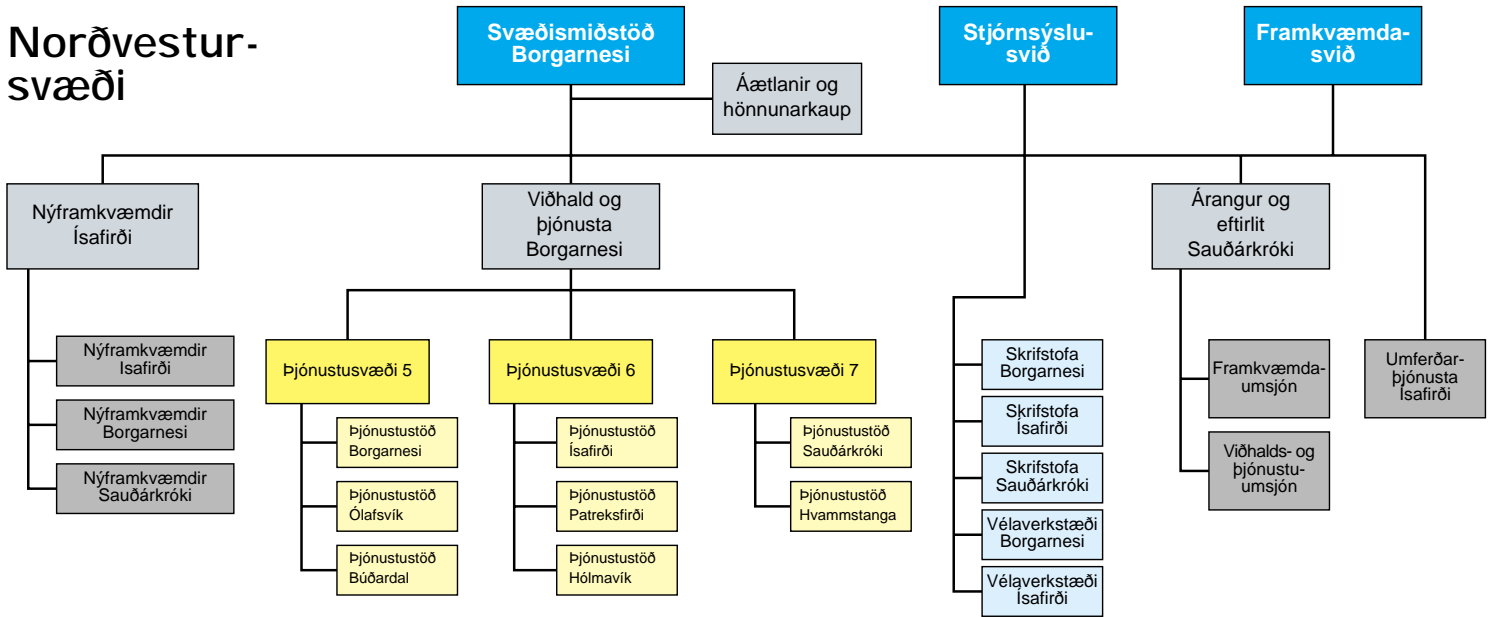 Norðvestur-
svæði
Svæðismiðstöð
Borgarnesi
Stjórnsýslu-
svið
Framkvæmda-
svið
Áætlanir og
hönnunarkaup
Nýframkvæmdir
Ísafirði
Viðhald og
þjónusta
Borgarnesi
Árangur og
eftirlit
Sauðárkróki
Nýframkvæmdir
Isafirði
Nýframkvæmdir
Borgarnesi
Nýframkvæmdir
Sauðárkróki
Þjónustusvæði 5
Þjónustustöð
Borgarnesi
Þjónustustöð
Ólafsvík
Þjónustustöð
Búðardal
Þjónustusvæði 6
Þjónustustöð
Ísafirði
Þjónustustöð
Patreksfirði
Þjónustustöð
Hólmavík
Þjónustusvæði 7
Þjónustustöð
Sauðárkróki
Þjónustustöð
Hvammstanga
Skrifstofa
Borgarnesi
Skrifstofa
Ísafirði
Skrifstofa
Sauðárkróki
Vélaverkstæði
Borgarnesi
Vélaverkstæði
Ísafirði
Framkvæmda-
umsjón
Viðhalds- og
þjónustu-
umsjón
Umferðar-
þjónusta
Ísafirði